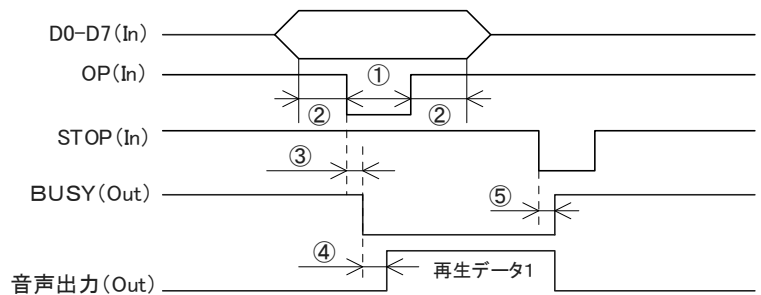 D0-D7(In)
OP(In)
①
②
②
STOP(In)
③
BUSY(Out)
⑤
④
音声出力(Out)
再生データ1